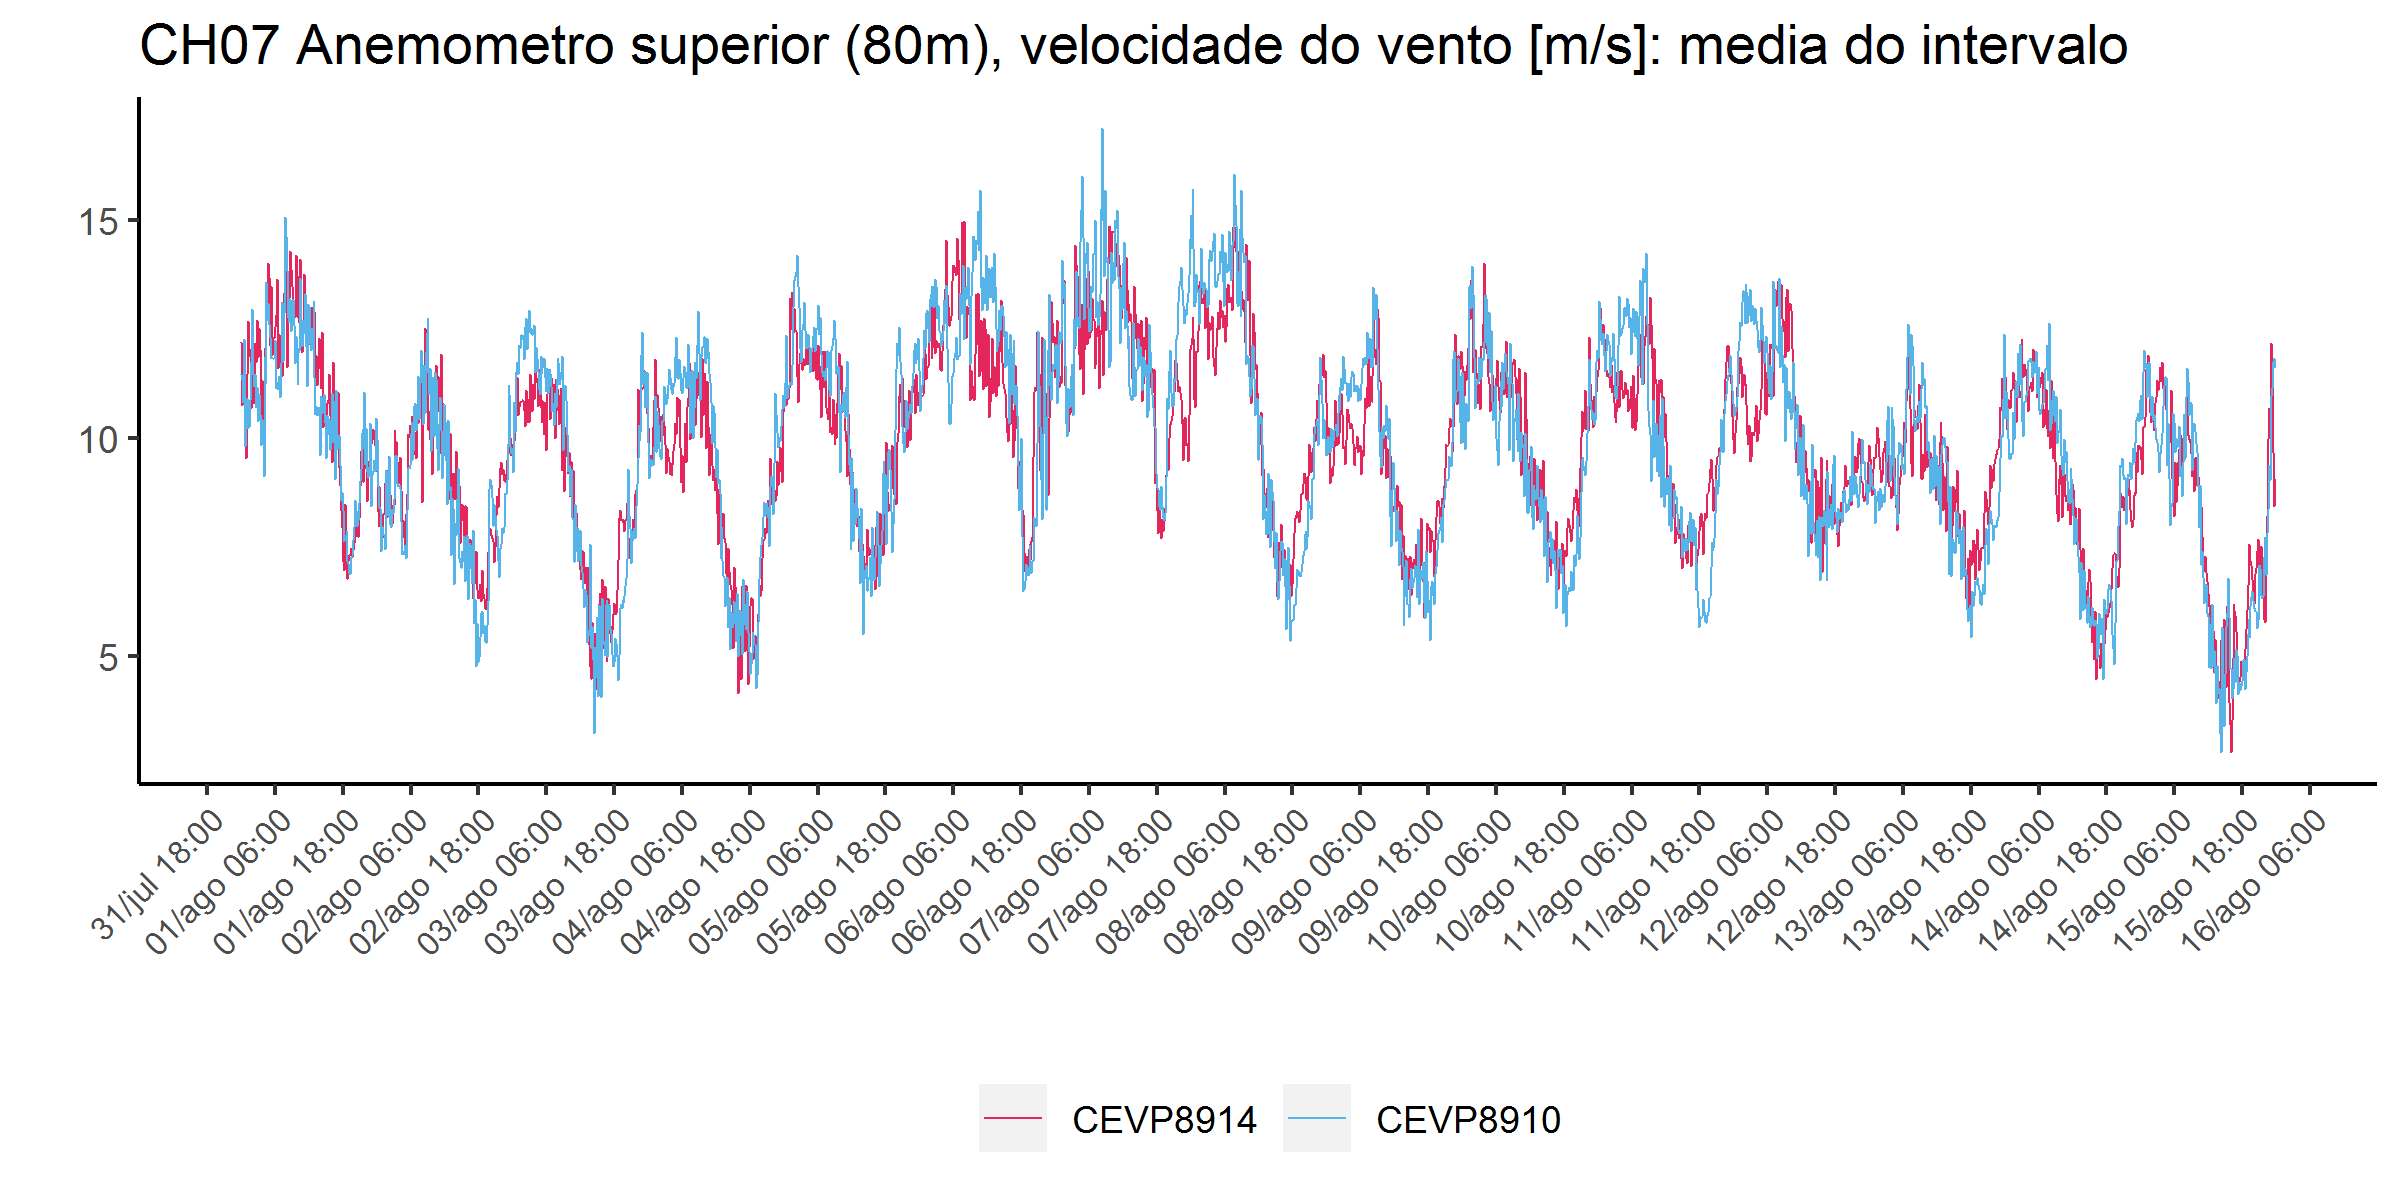 CH07 Anemometro superior (80m), velocidade do vento [m/s]: media do intervalo
15
10
5
31/jul 18:00
01/ago 06:00
01/ago 18:00
02/ago 06:00
02/ago 18:00
03/ago 06:00
03/ago 18:00
04/ago 06:00
04/ago 18:00
05/ago 06:00
05/ago 18:00
06/ago 06:00
06/ago 18:00
07/ago 06:00
07/ago 18:00
08/ago 06:00
08/ago 18:00
09/ago 06:00
09/ago 18:00
10/ago 06:00
10/ago 18:00
11/ago 06:00
11/ago 18:00
12/ago 06:00
12/ago 18:00
13/ago 06:00
13/ago 18:00
14/ago 06:00
14/ago 18:00
15/ago 06:00
15/ago 18:00
16/ago 06:00
CEVP8914
CEVP8910